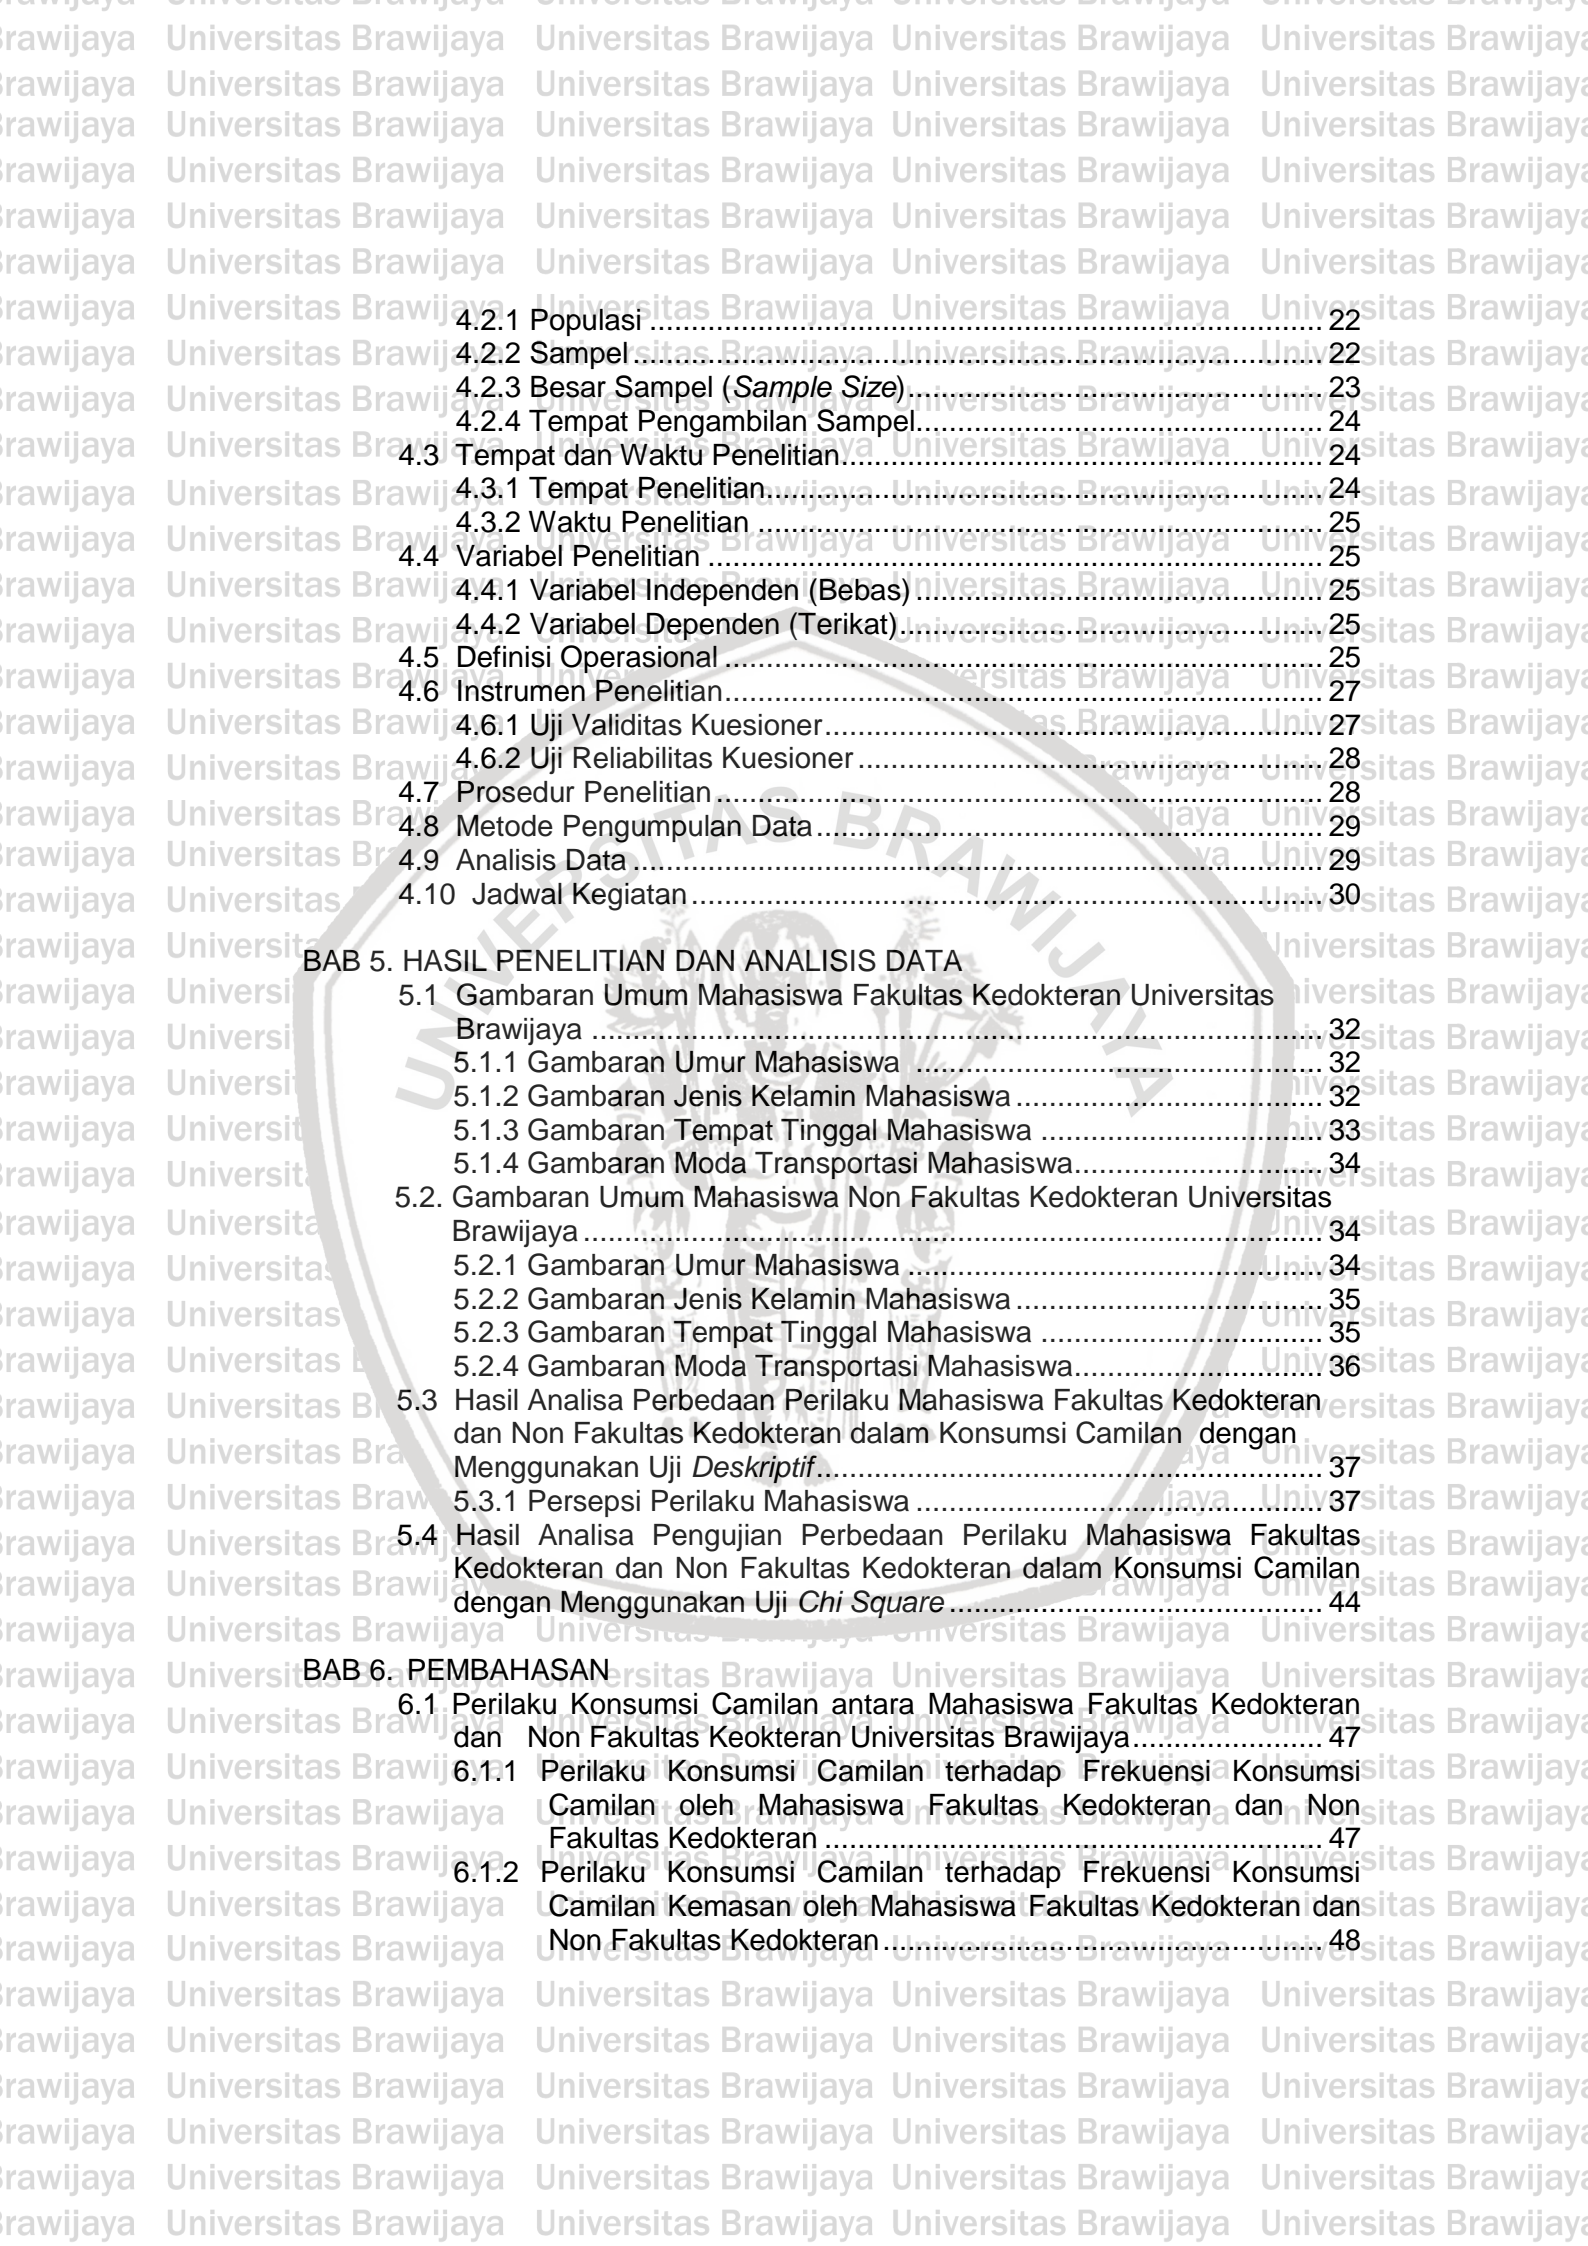 4.2.1 Populasi ........ 22
4.2.2 Sampel ........ 22
4.2.3 Besar Sampel (Sample Size) ........ 23
4.2.4 Tempat Pengambilan Sampel ........ 24
4.3 Tempat dan Waktu Penelitian ........ 24
4.3.1 Tempat Penelitian ........ 24
4.3.2 Waktu Penelitian ........ 25
4.4 Variabel Penelitian ........ 25
4.4.1 Variabel Independen (Bebas) ........ 25
4.4.2 Variabel Dependen (Terikat) ........ 25
4.5 Definisi Operasional ........ 25
4.6 Instrumen Penelitian ........ 27
4.6.1 Uji Validitas Kuesioner ........ 27
4.6.2 Uji Reliabilitas Kuesioner ........ 28
4.7 Prosedur Penelitian ........ 28
4.8 Metode Pengumpulan Data ........ 29
4.9 Analisis Data ........ 29
4.10 Jadwal Kegiatan ........ 30
BAB 5. HASIL PENELITIAN DAN ANALISIS DATA
5.1 Gambaran Umum Mahasiswa Fakultas Kedokteran Universitas
Brawijaya ........ 32
5.1.1 Gambaran Umur Mahasiswa ........ 32
5.1.2 Gambaran Jenis Kelamin Mahasiswa ........ 32
5.1.3 Gambaran Tempat Tinggal Mahasiswa ........ 33
5.1.4 Gambaran Moda Transportasi Mahasiswa ........ 34
5.2. Gambaran Umum Mahasiswa Non Fakultas Kedokteran Universitas
Brawijaya ........ 34
5.2.1 Gambaran Umur Mahasiswa ........ 34
5.2.2 Gambaran Jenis Kelamin Mahasiswa ........ 35
5.2.3 Gambaran Tempat Tinggal Mahasiswa ........ 35
5.2.4 Gambaran Moda Transportasi Mahasiswa ........ 36
5.3 Hasil Analisa Perbedaan Perilaku Mahasiswa Fakultas Kedokteran
dan Non Fakultas Kedokteran dalam Konsumsi Camilan dengan
Menggunakan Uji Deskriptif ........ 37
5.3.1 Persepsi Perilaku Mahasiswa ........ 37
5.4 Hasil Analisa Pengujian Perbedaan Perilaku Mahasiswa Fakultas
Kedokteran dan Non Fakultas Kedokteran dalam Konsumsi Camilan
dengan Menggunakan Uji Chi Square ........ 44
BAB 6. PEMBAHASAN
6.1 Perilaku Konsumsi Camilan antara Mahasiswa Fakultas Kedokteran
dan Non Fakultas Keokteran Universitas Brawijaya ........ 47
6.1.1 Perilaku Konsumsi Camilan terhadap Frekuensi Konsumsi
Camilan oleh Mahasiswa Fakultas Kedokteran dan Non
Fakultas Kedokteran ........ 47
6.1.2 Perilaku Konsumsi Camilan terhadap Frekuensi Konsumsi
Camilan Kemasan oleh Mahasiswa Fakultas Kedokteran dan
Non Fakultas Kedokteran ........ 48
UNIVERSITAS BRAWIJAYA